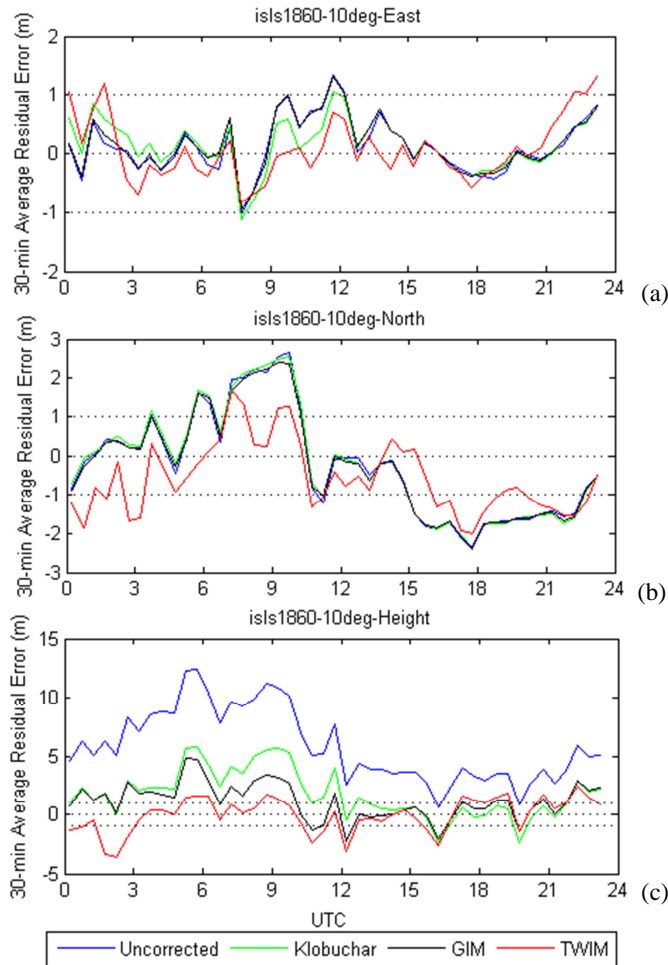 isls1860-10deg-East
30-min Average Residual Error (m)
2
1
0
-1
-2
0 3 6 9 12 15 18 21 24
(a)
isls1860-10deg-North
30-min Average Residual Error (m)
3
2
1
0
-1
-2
-3
0 3 6 9 12 15 18 21 24
(b)
isls1860-10deg-Height
30-min Average Residual Error (m)
15
10
5
1
0
-1
-5
0 3 6 9 12 15 18 21 24
(c)
UTC
Uncorrected Klobuchar GIM TWIM